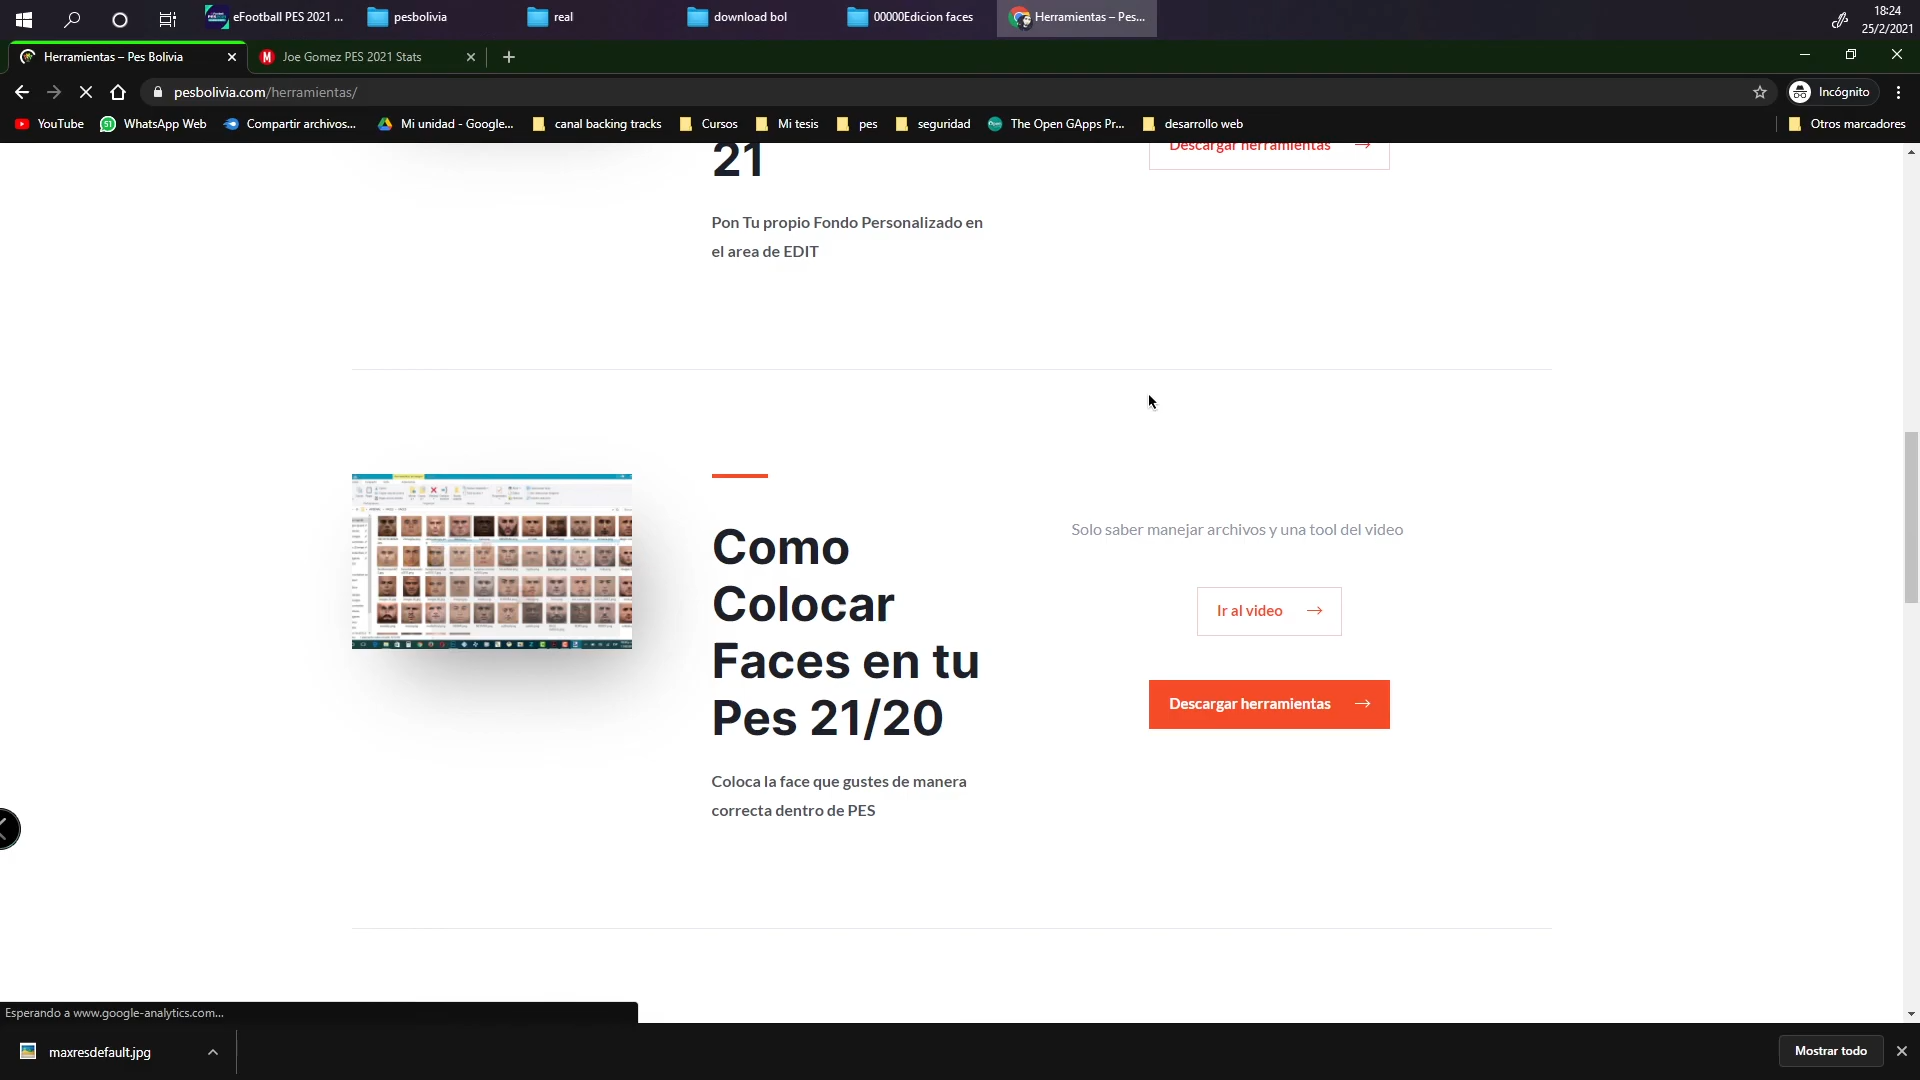 eFootball PES 2021 ...
pesbolivia
real
download bol
00000Edicion faces
Herramientas – Pes...
18:24
25/2/2021
Herramientas – Pes Bolivia
Joe Gomez PES 2021 Stats
pesbolivia.com/herramientas/
Incógnito
YouTube
WhatsApp Web
Compartir archivos...
Mi unidad - Google...
canal backing tracks
Cursos
Mi tesis
pes
seguridad
The Open GApps Pr...
desarrollo web
Otros marcadores
21
Descargar herramientas
Pon Tu propio Fondo Personalizado en
el area de EDIT
Como
Colocar
Faces en tu
Pes 21/20
Coloca la face que gustes de manera
correcta dentro de PES
Solo saber manejar archivos y una tool del video
Ir al video
Descargar herramientas
Esperando a www.google-analytics.com...
maxresdefault.jpg
Mostrar todo